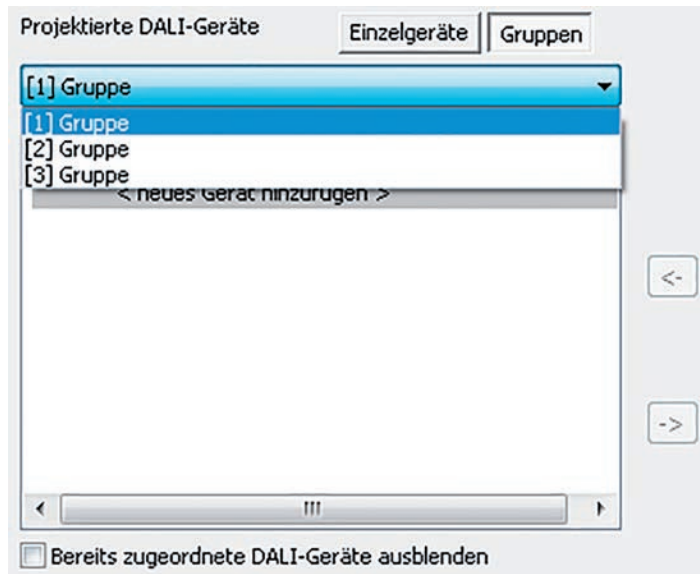 Projektierte DALI-Geräte
Einzelgeräte
Gruppen
[1] Gruppe
[1] Gruppe
[2] Gruppe
[3] Gruppe
< neues Gerät hinzufügen >
<-
->
Bereits zugeordnete DALI-Geräte ausblenden